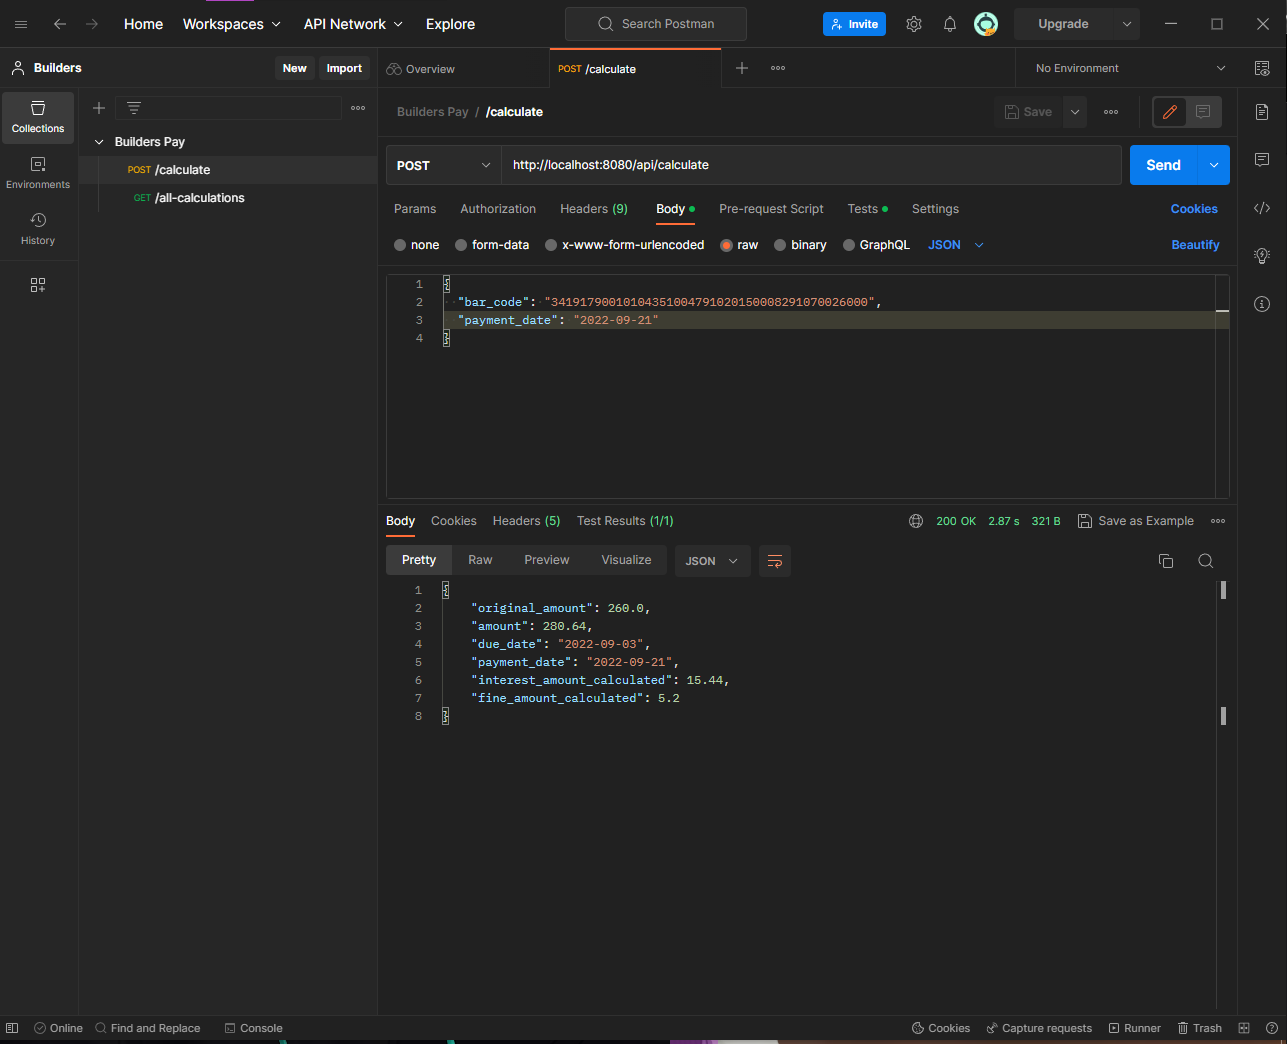 Home Workspaces API Network Explore Search Postman Invite Upgrade
Builders New Import Overview POST /calculate No Environment
Collections
Environments
History
Builders Pay
POST /calculate
GET /all-calculations
Builders Pay / /calculate Save
POST http://localhost:8080/api/calculate Send
Params Authorization Headers (9) Body Pre-request Script Tests Settings Cookies
none form-data x-www-form-urlencoded raw binary GraphQL JSON Beautify
1 {
2 "bar_code": "34191790010104351004791020150008291070026000",
3 "payment_date": "2022-09-21"
4 }
Body Cookies Headers (5) Test Results (1/1) 200 OK 2.87 s 321 B Save as Example
Pretty Raw Preview Visualize JSON
1 {
2 "original_amount": 260.0,
3 "amount": 280.64,
4 "due_date": "2022-09-03",
5 "payment_date": "2022-09-21",
6 "interest_amount_calculated": 15.44,
7 "fine_amount_calculated": 5.2
8 }
Online Find and Replace Console Cookies Capture requests Runner Trash